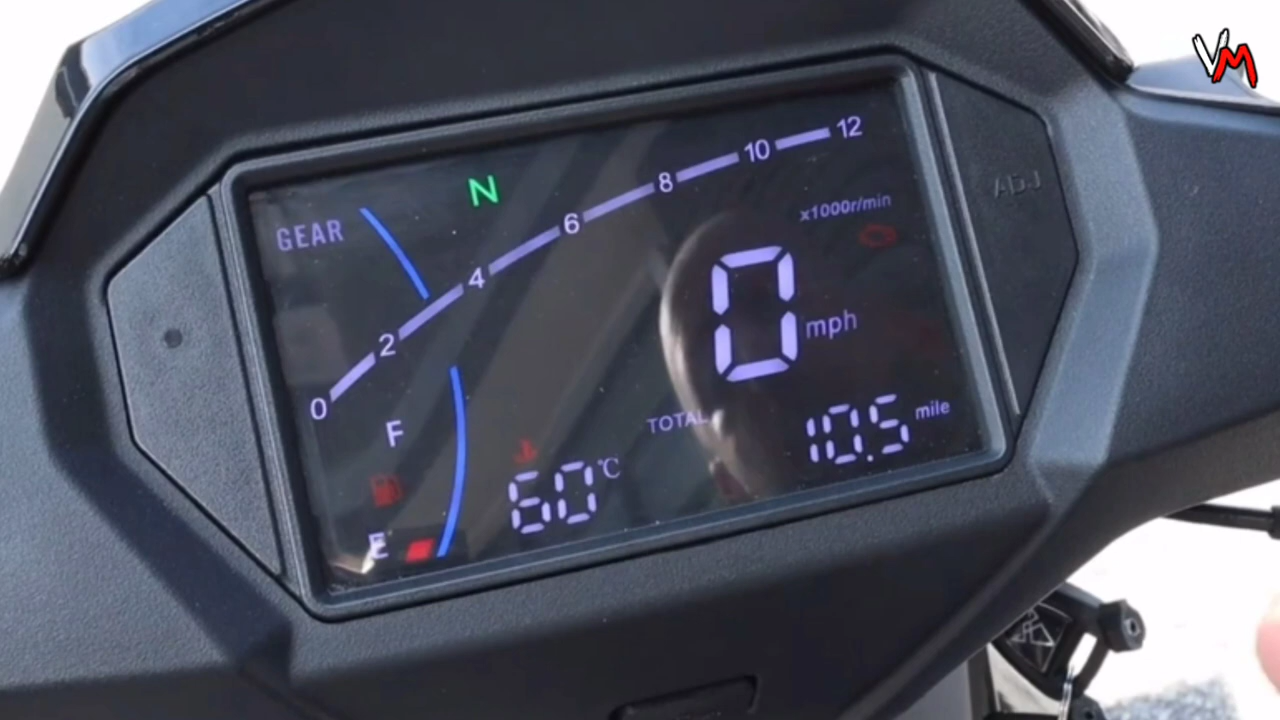 VM
ADJ
12
10
8
6
4
2
0
x1000r/min
N
GEAR
0 mph
F
E
60 °C
TOTAL 10.5 mile